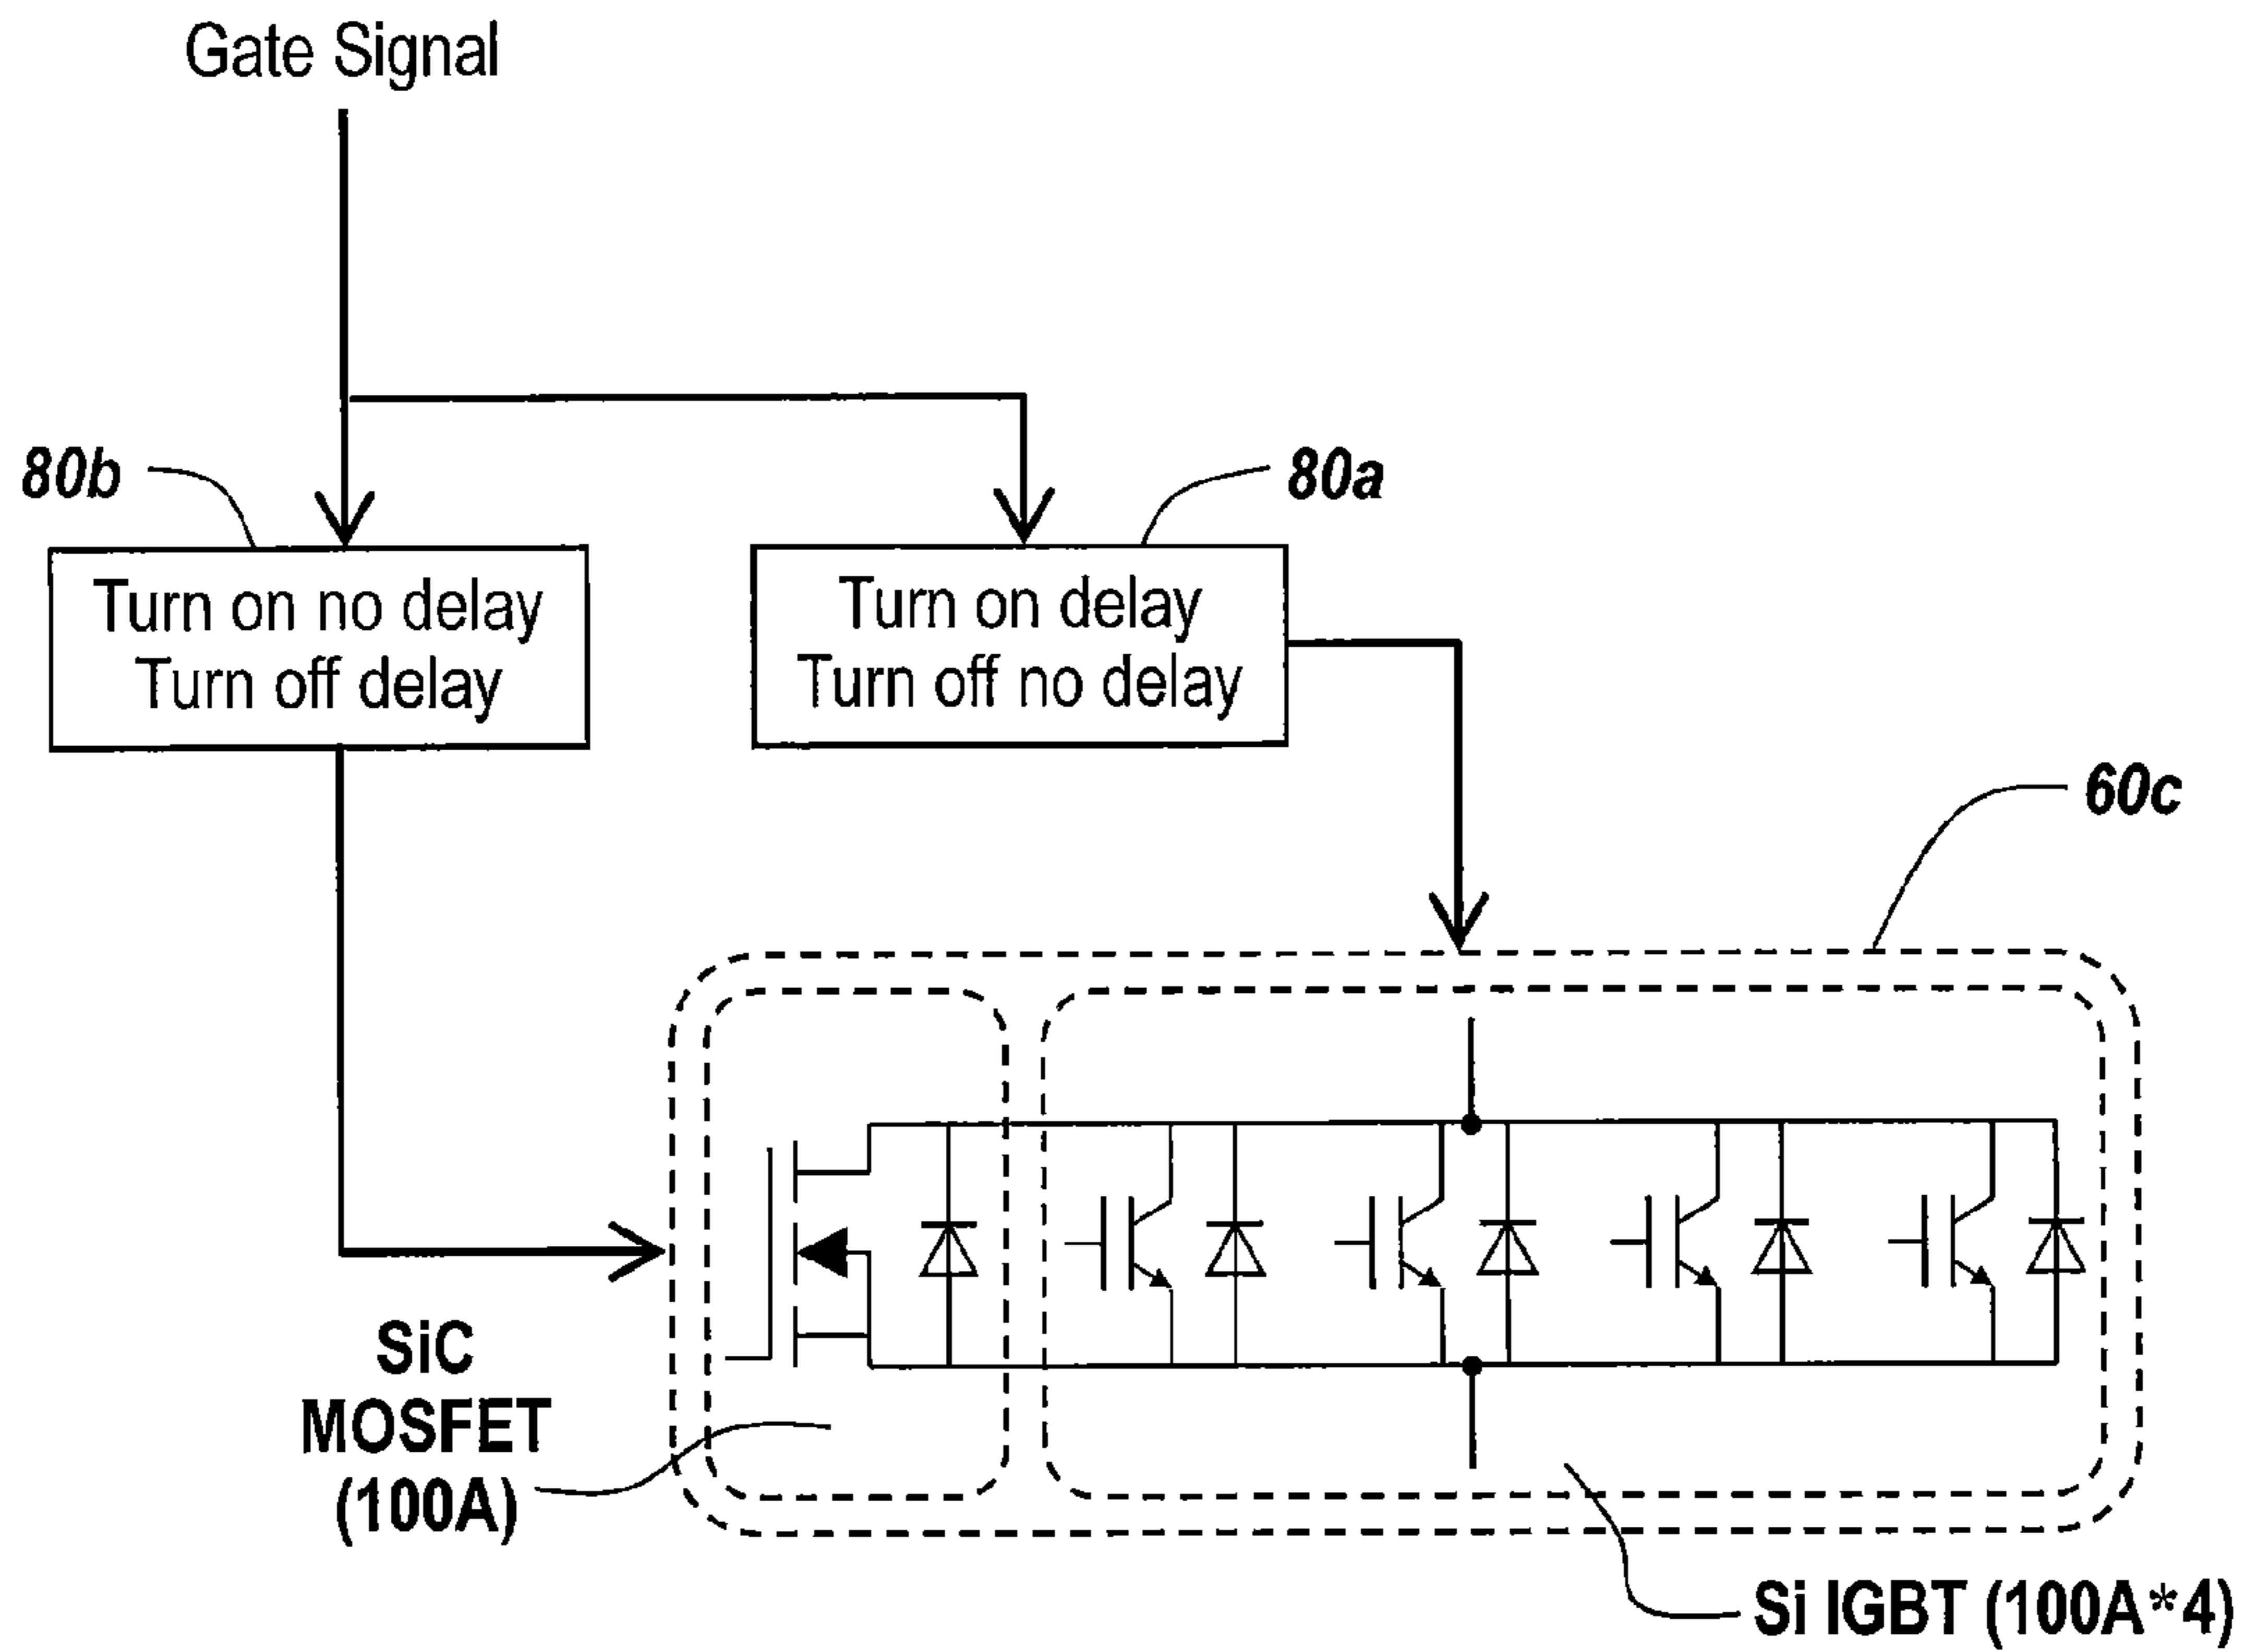 Gate Signal
80b
80a
Turn on no delay
Turn off delay
Turn on delay
Turn off no delay
60c
SiC
MOSFET
(100A)
Si IGBT (100A*4)